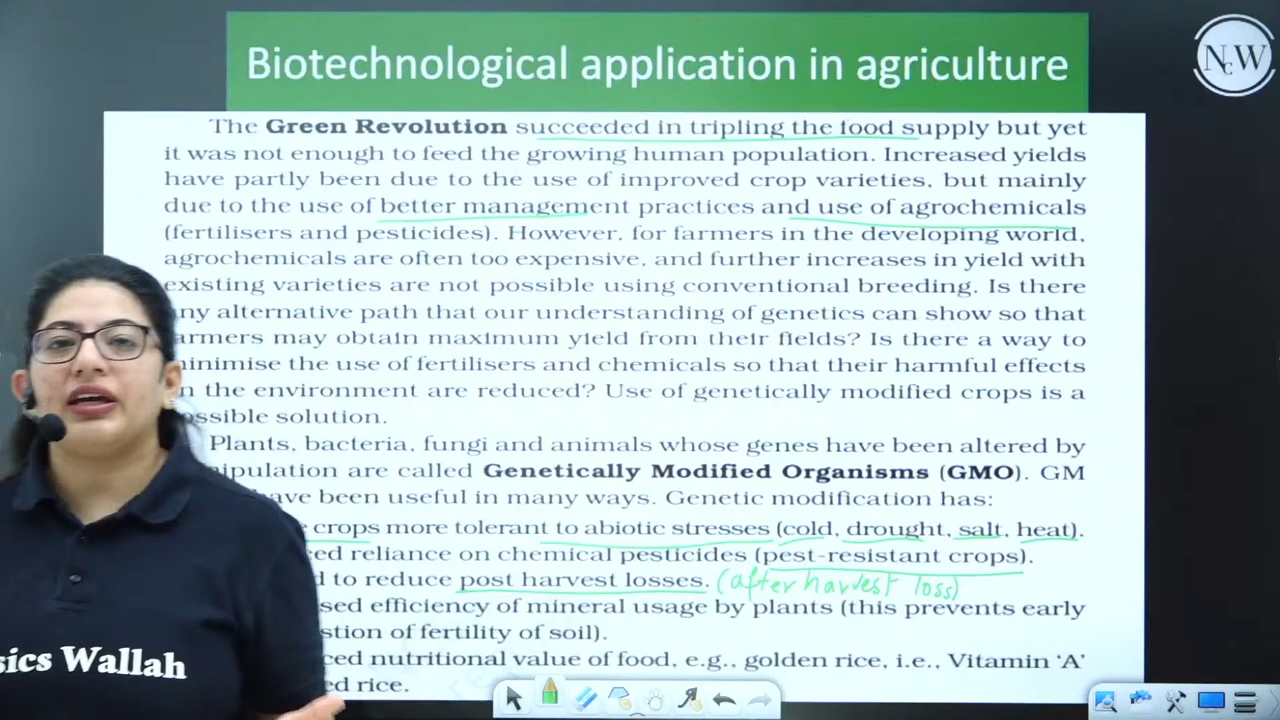 Biotechnological application in agriculture
NCW
The Green Revolution succeeded in tripling the food supply but yet
it was not enough to feed the growing human population. Increased yields
have partly been due to the use of improved crop varieties, but mainly
due to the use of better management practices and use of agrochemicals
(fertilisers and pesticides). However, for farmers in the developing world,
agrochemicals are often too expensive, and further increases in yield with
existing varieties are not possible using conventional breeding. Is there
ny alternative path that our understanding of genetics can show so that
armers may obtain maximum yield from their fields? Is there a way to
inimise the use of fertilisers and chemicals so that their harmful effects
n the environment are reduced? Use of genetically modified crops is a
ossible solution.
Plants, bacteria, fungi and animals whose genes have been altered by
ipulation are called Genetically Modified Organisms (GMO). GM
have been useful in many ways. Genetic modification has:
e crops more tolerant to abiotic stresses (cold, drought, salt, heat).
ced reliance on chemical pesticides (pest-resistant crops).
d to reduce post harvest losses. (after harvest loss)
sed efficiency of mineral usage by plants (this prevents early
stion of fertility of soil).
ced nutritional value of food, e.g., golden rice, i.e., Vitamin ‘A’
ed rice.
sics Wallah